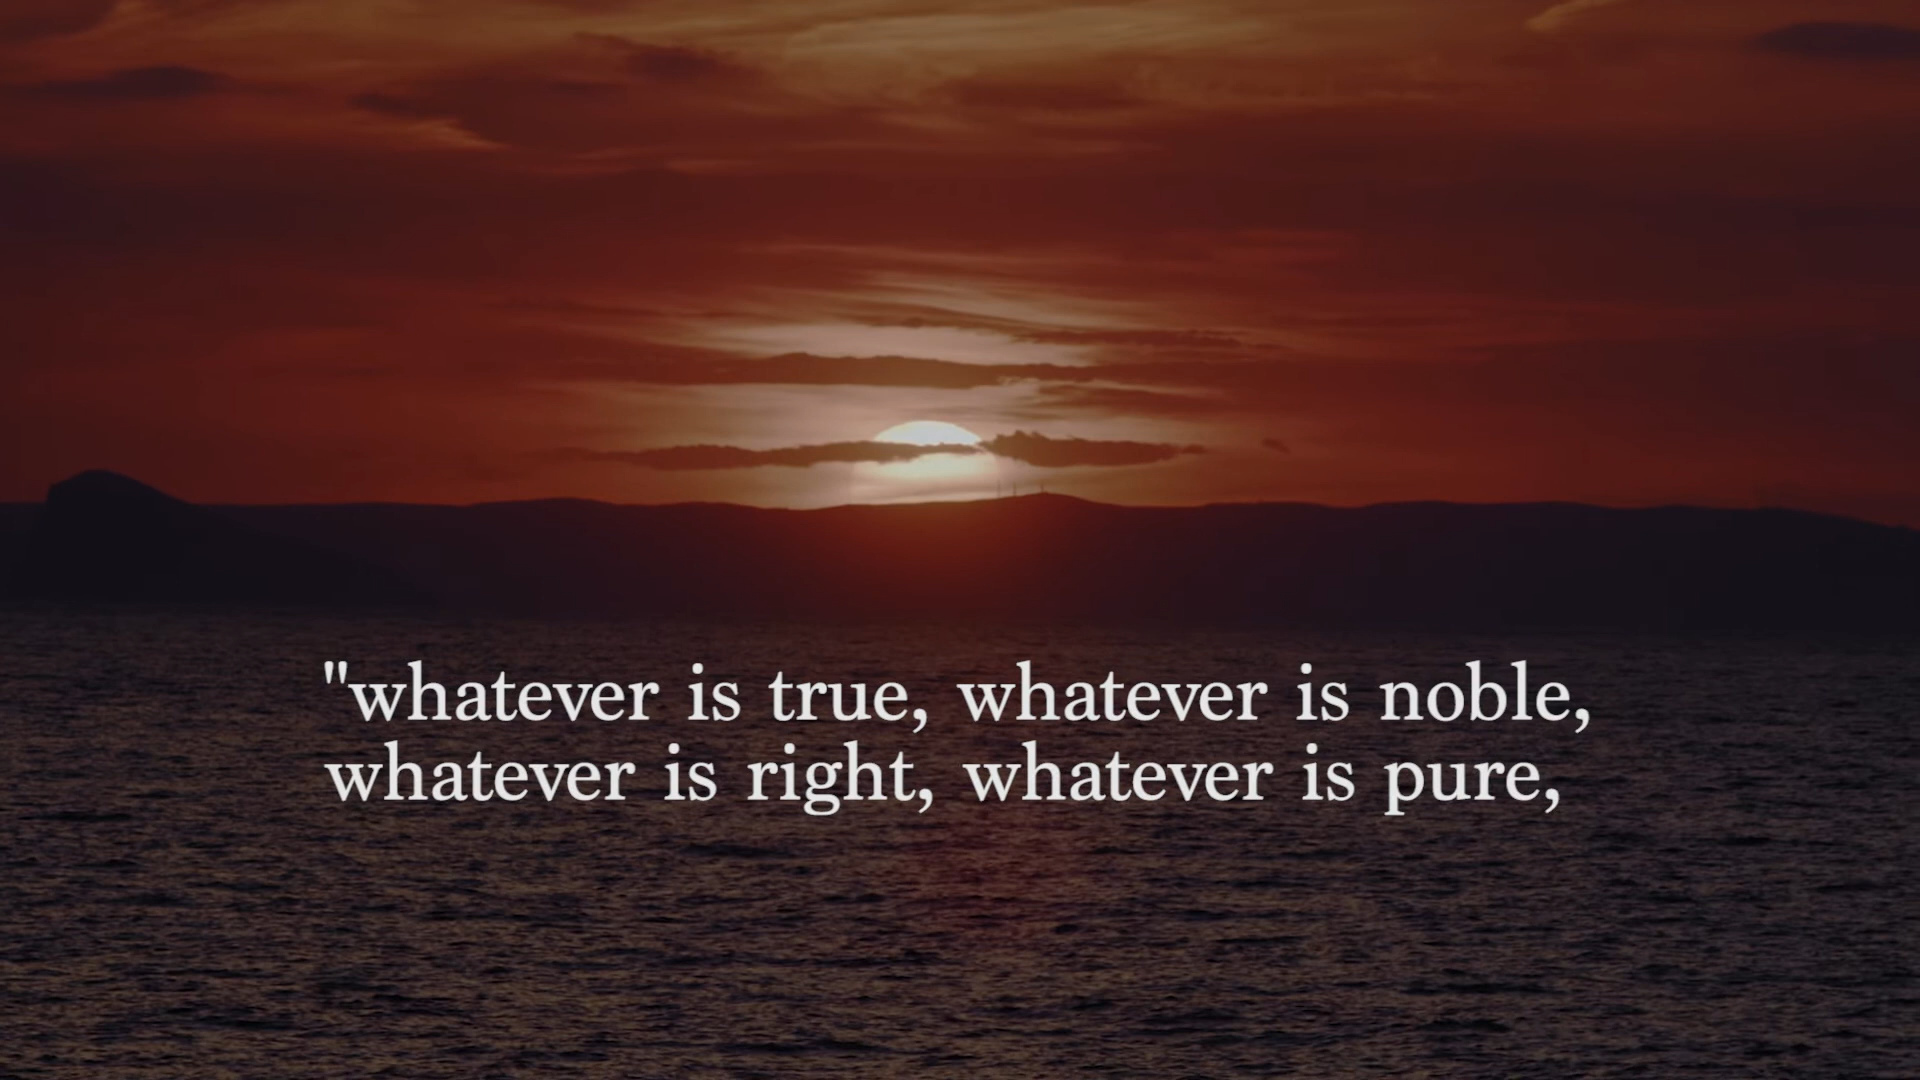 "whatever is true, whatever is noble,
whatever is right, whatever is pure,